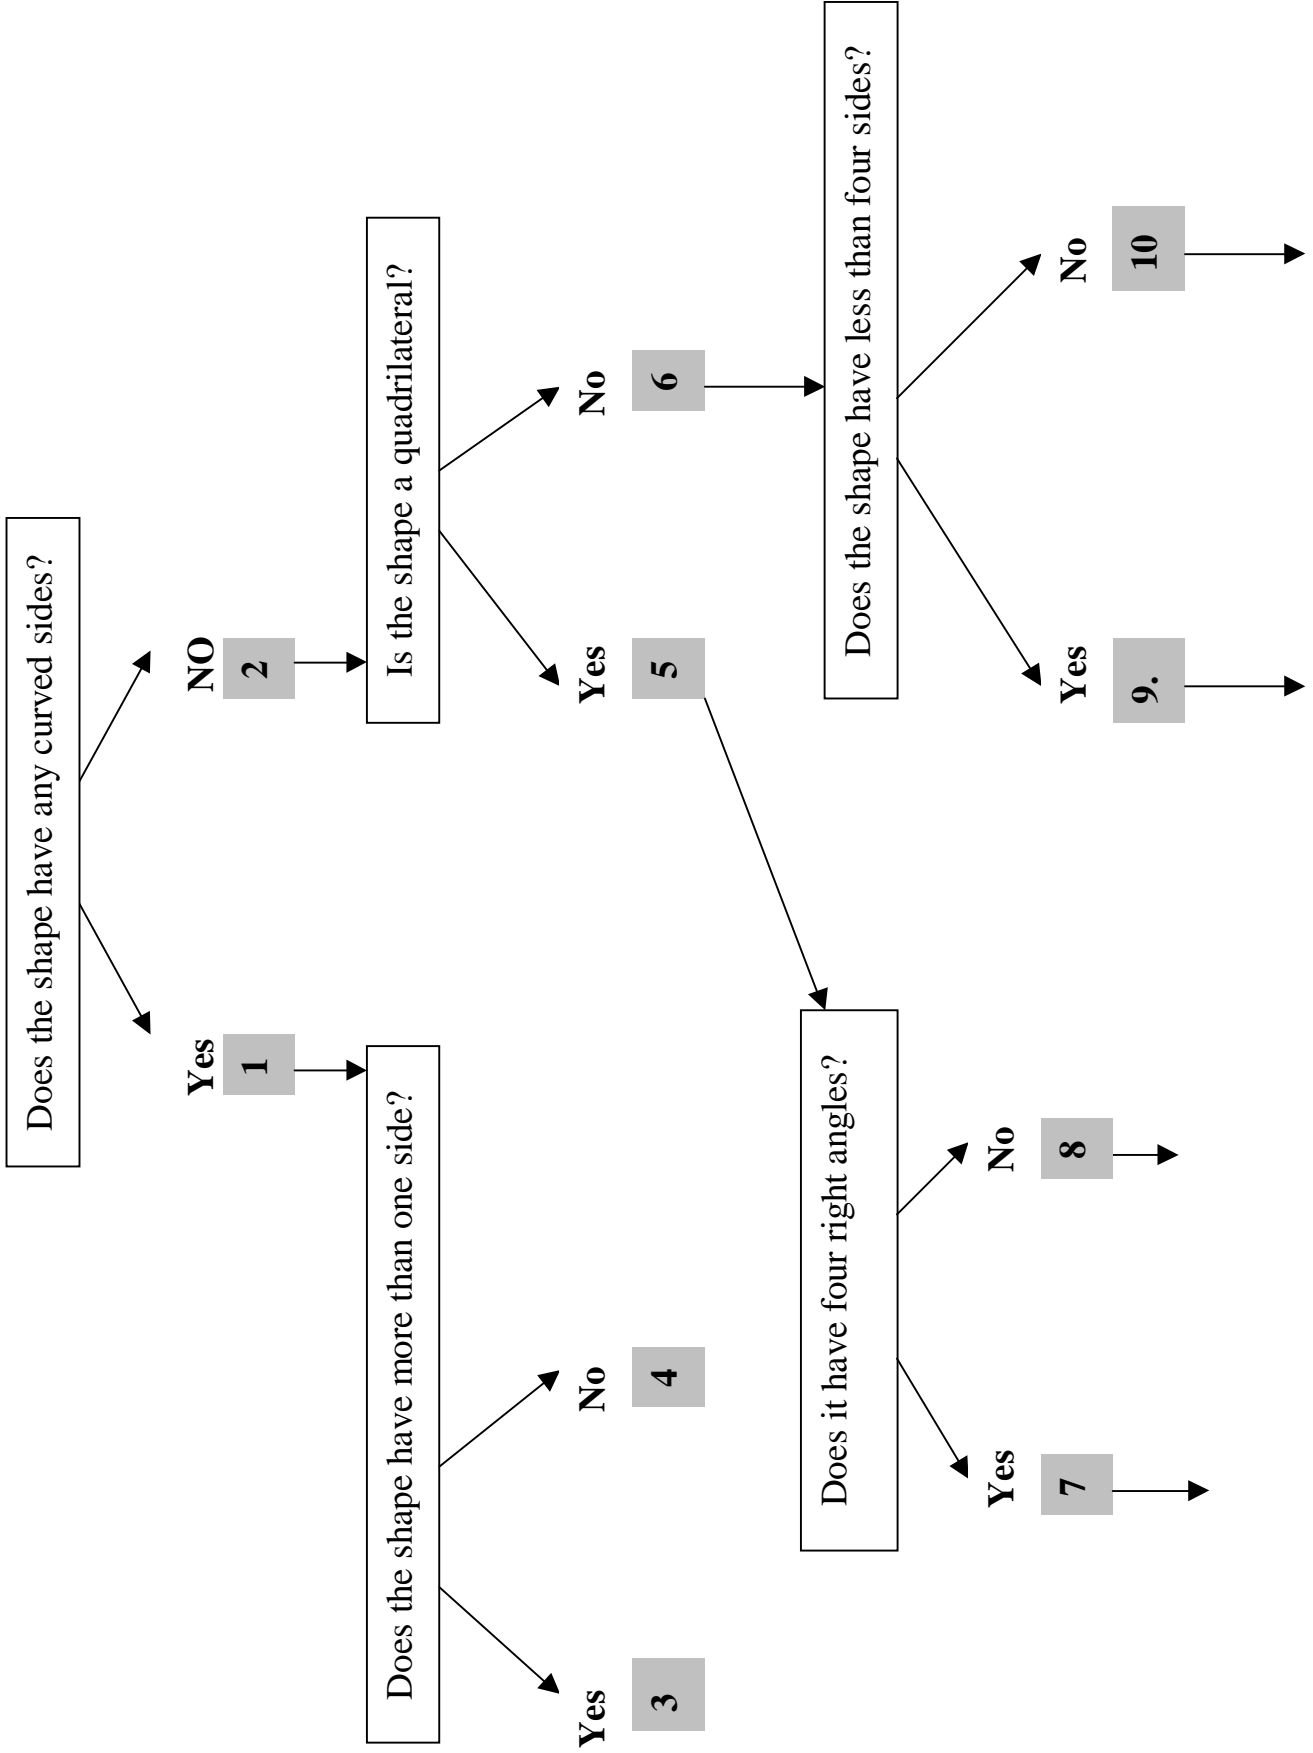 Does the shape have any curved sides?
Yes
NO
1
2
Does the shape have more than one side?
Is the shape a quadrilateral?
Yes
No
Yes
No
3
4
5
6
Does it have four right angles?
Does the shape have less than four sides?
Yes
No
7
8
Yes
No
9.
10